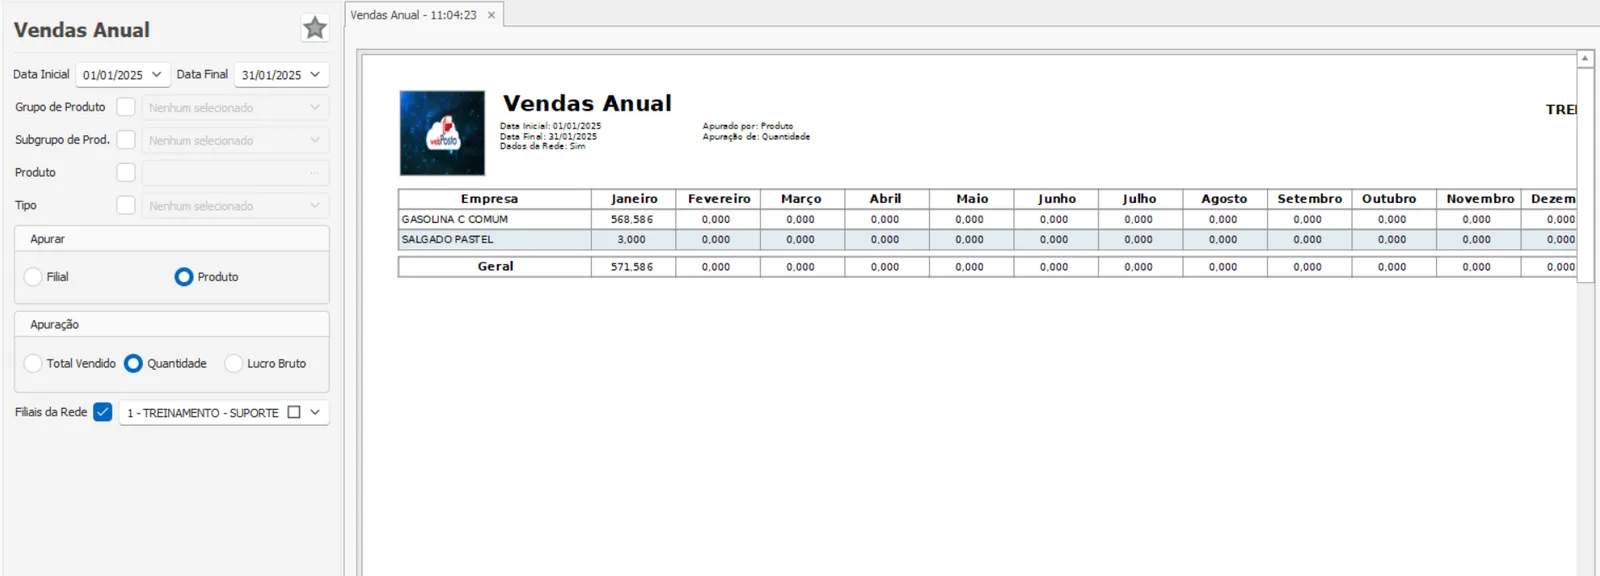 Vendas Anual
Data Inicial 01/01/2025 Data Final 31/01/2025
Grupo de Produto Nenhum selecionado
Subgrupo de Prod. Nenhum selecionado
Produto ...
Tipo Nenhum selecionado
Apurar
Filial Produto
Apuração
Total Vendido Quantidade Lucro Bruto
Filiais da Rede 1 - TREINAMENTO - SUPORTE
Vendas Anual - 11:04:23 ×
webPosto
Vendas Anual
TREI
Data Inicial: 01/01/2025 Apurado por: Produto
Data Final: 31/01/2025 Apuração de: Quantidade
Dados da Rede: Sim
Empresa Janeiro Fevereiro Março Abril Maio Junho Julho Agosto Setembro Outubro Novembro Dezem
GASOLINA C COMUM 568,586 0,000 0,000 0,000 0,000 0,000 0,000 0,000 0,000 0,000 0,000 0,000
SALGADO PASTEL 3,000 0,000 0,000 0,000 0,000 0,000 0,000 0,000 0,000 0,000 0,000 0,000
Geral 571,586 0,000 0,000 0,000 0,000 0,000 0,000 0,000 0,000 0,000 0,000 0,000